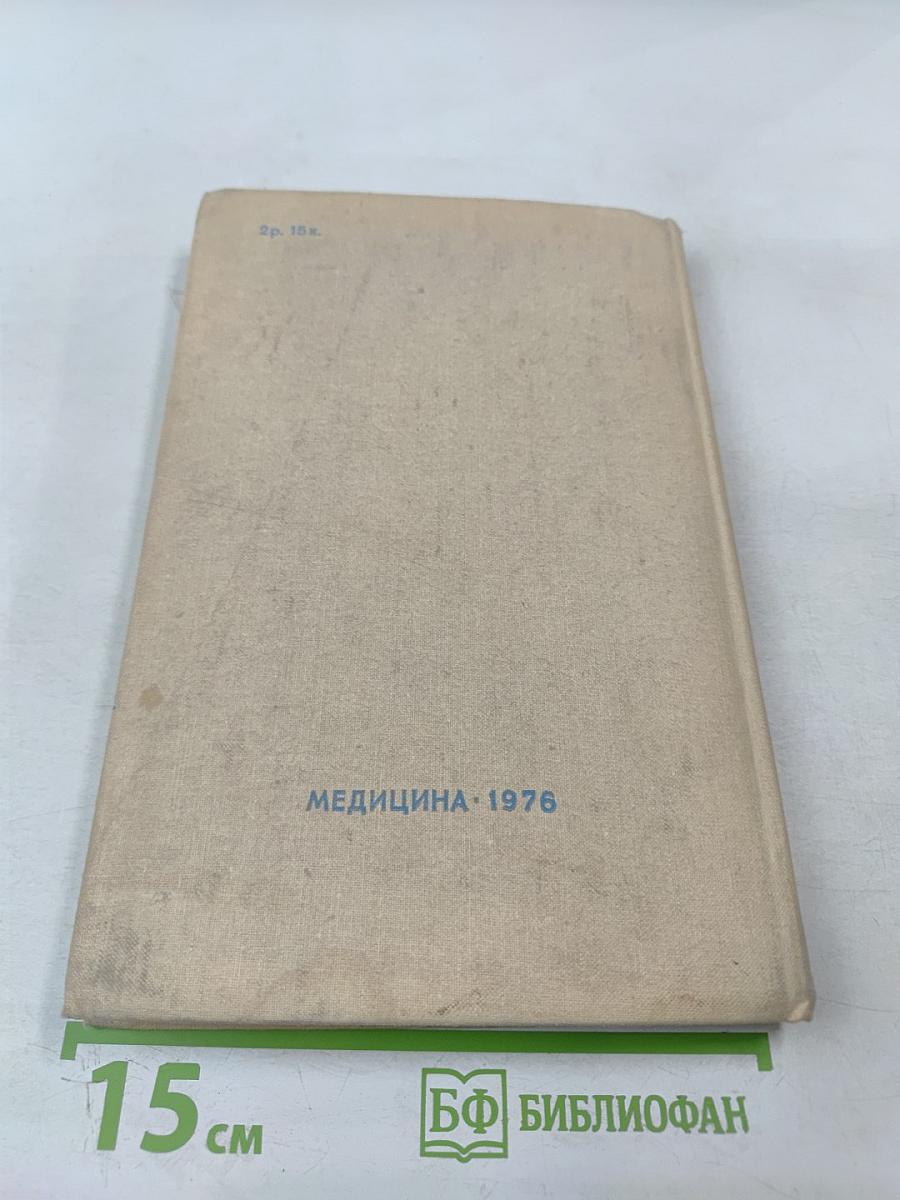 2р. 15к.
МЕДИЦИНА · 1976
15 см
БФ БИБЛИОФАН